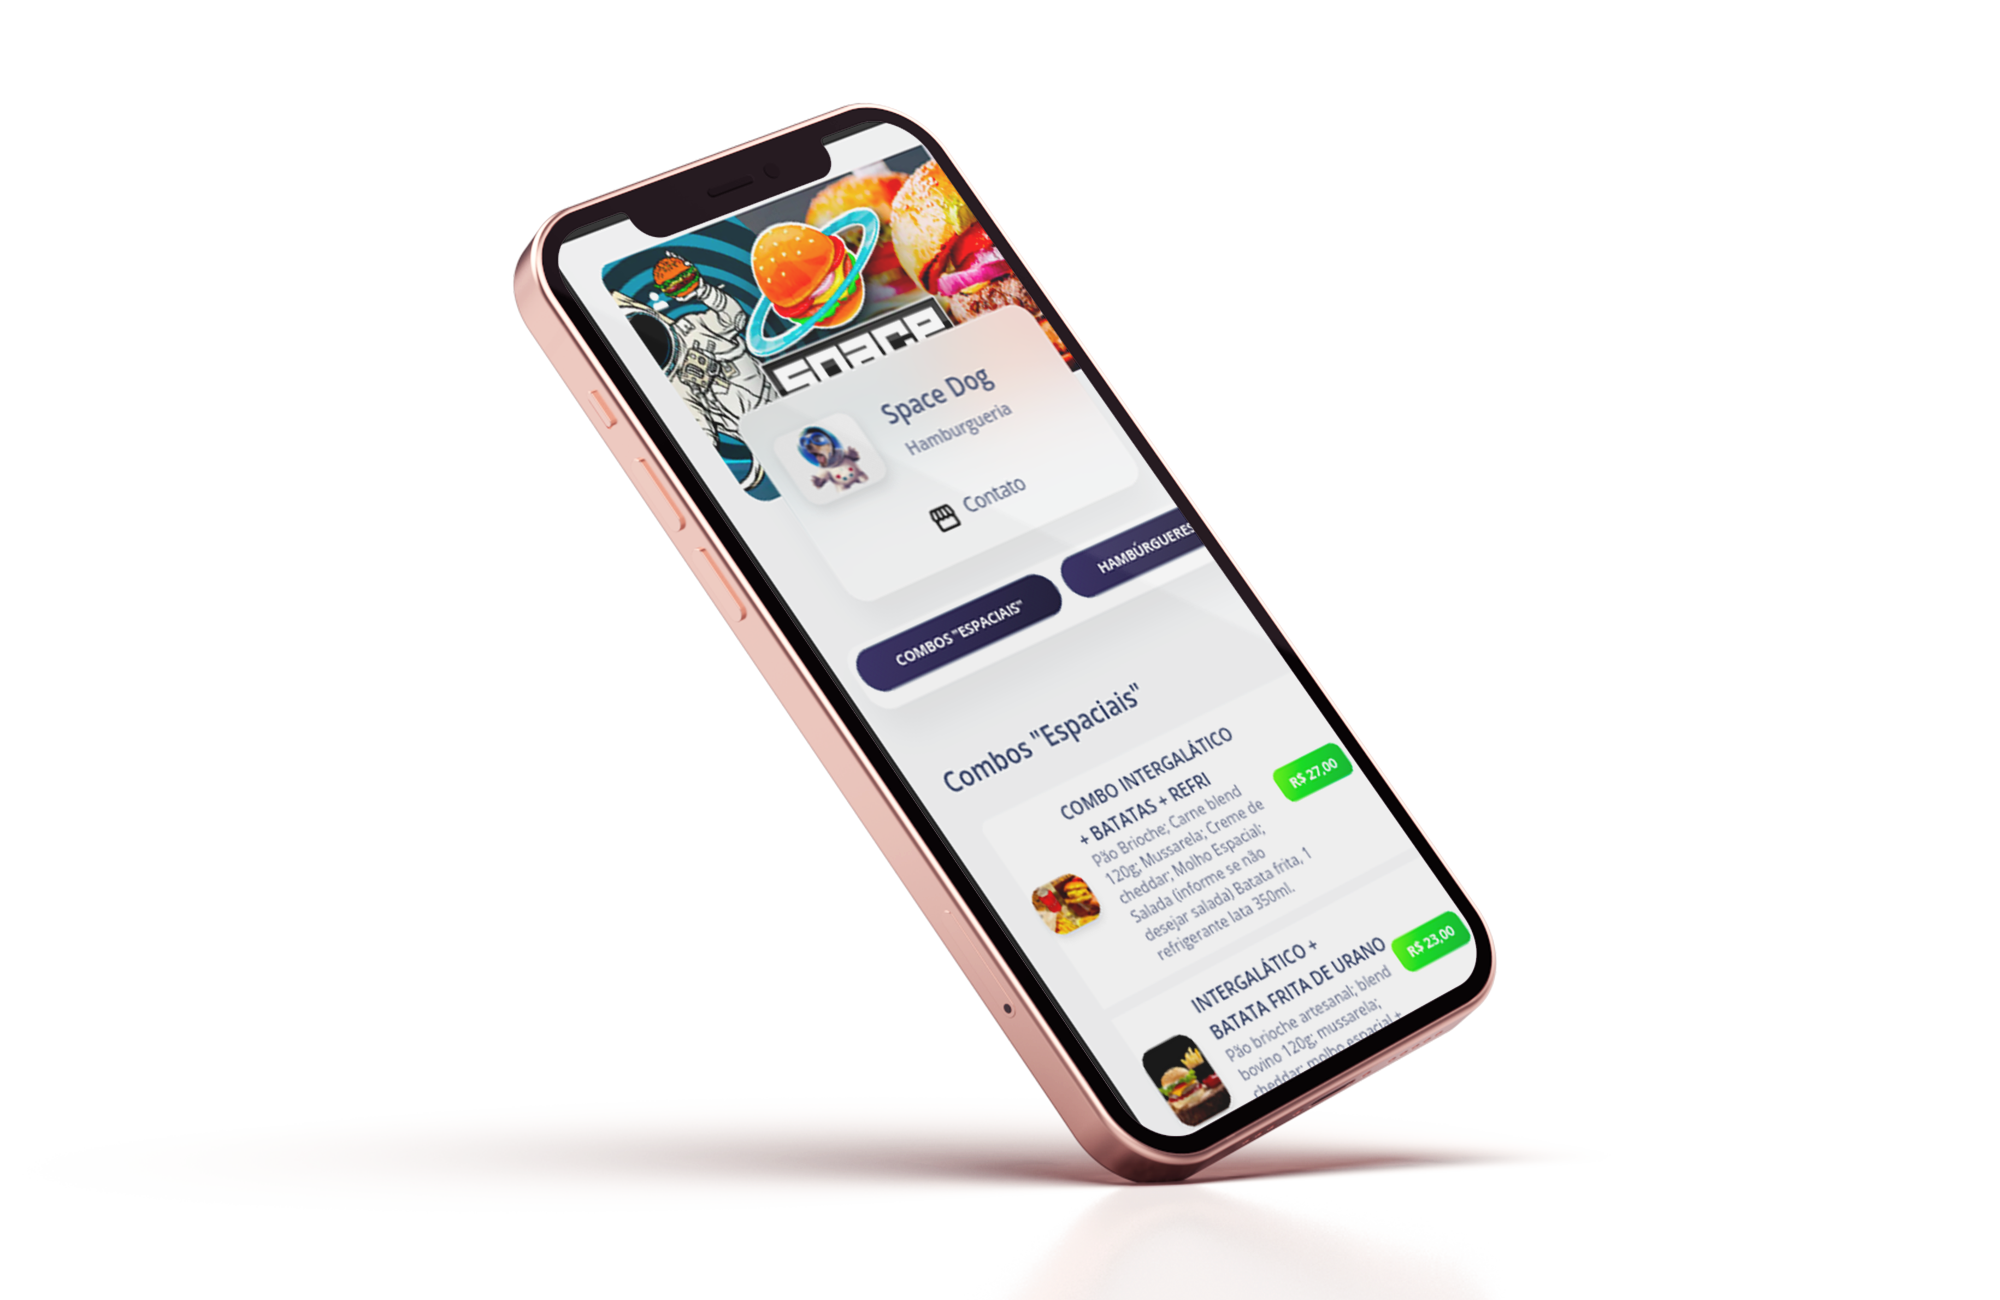 space
Space Dog
Hamburgueria
Contato
COMBOS "ESPACIAIS"
HAMBÚRGUERES
Combos "Espaciais"
COMBO INTERGALÁTICO
+ BATATAS + REFRI
R$ 27,00
Pão Brioche; Carne blend
120g; Mussarela; Creme de
cheddar; Molho Espacial;
Salada (informe se não
desejar salada) Batata frita, 1
refrigerante lata 350ml.
INTERGALÁTICO +
BATATA FRITA DE URANO
R$ 23,00
Pão brioche artesanal; blend
bovino 120g; mussarela;
cheddar; molho espacial +